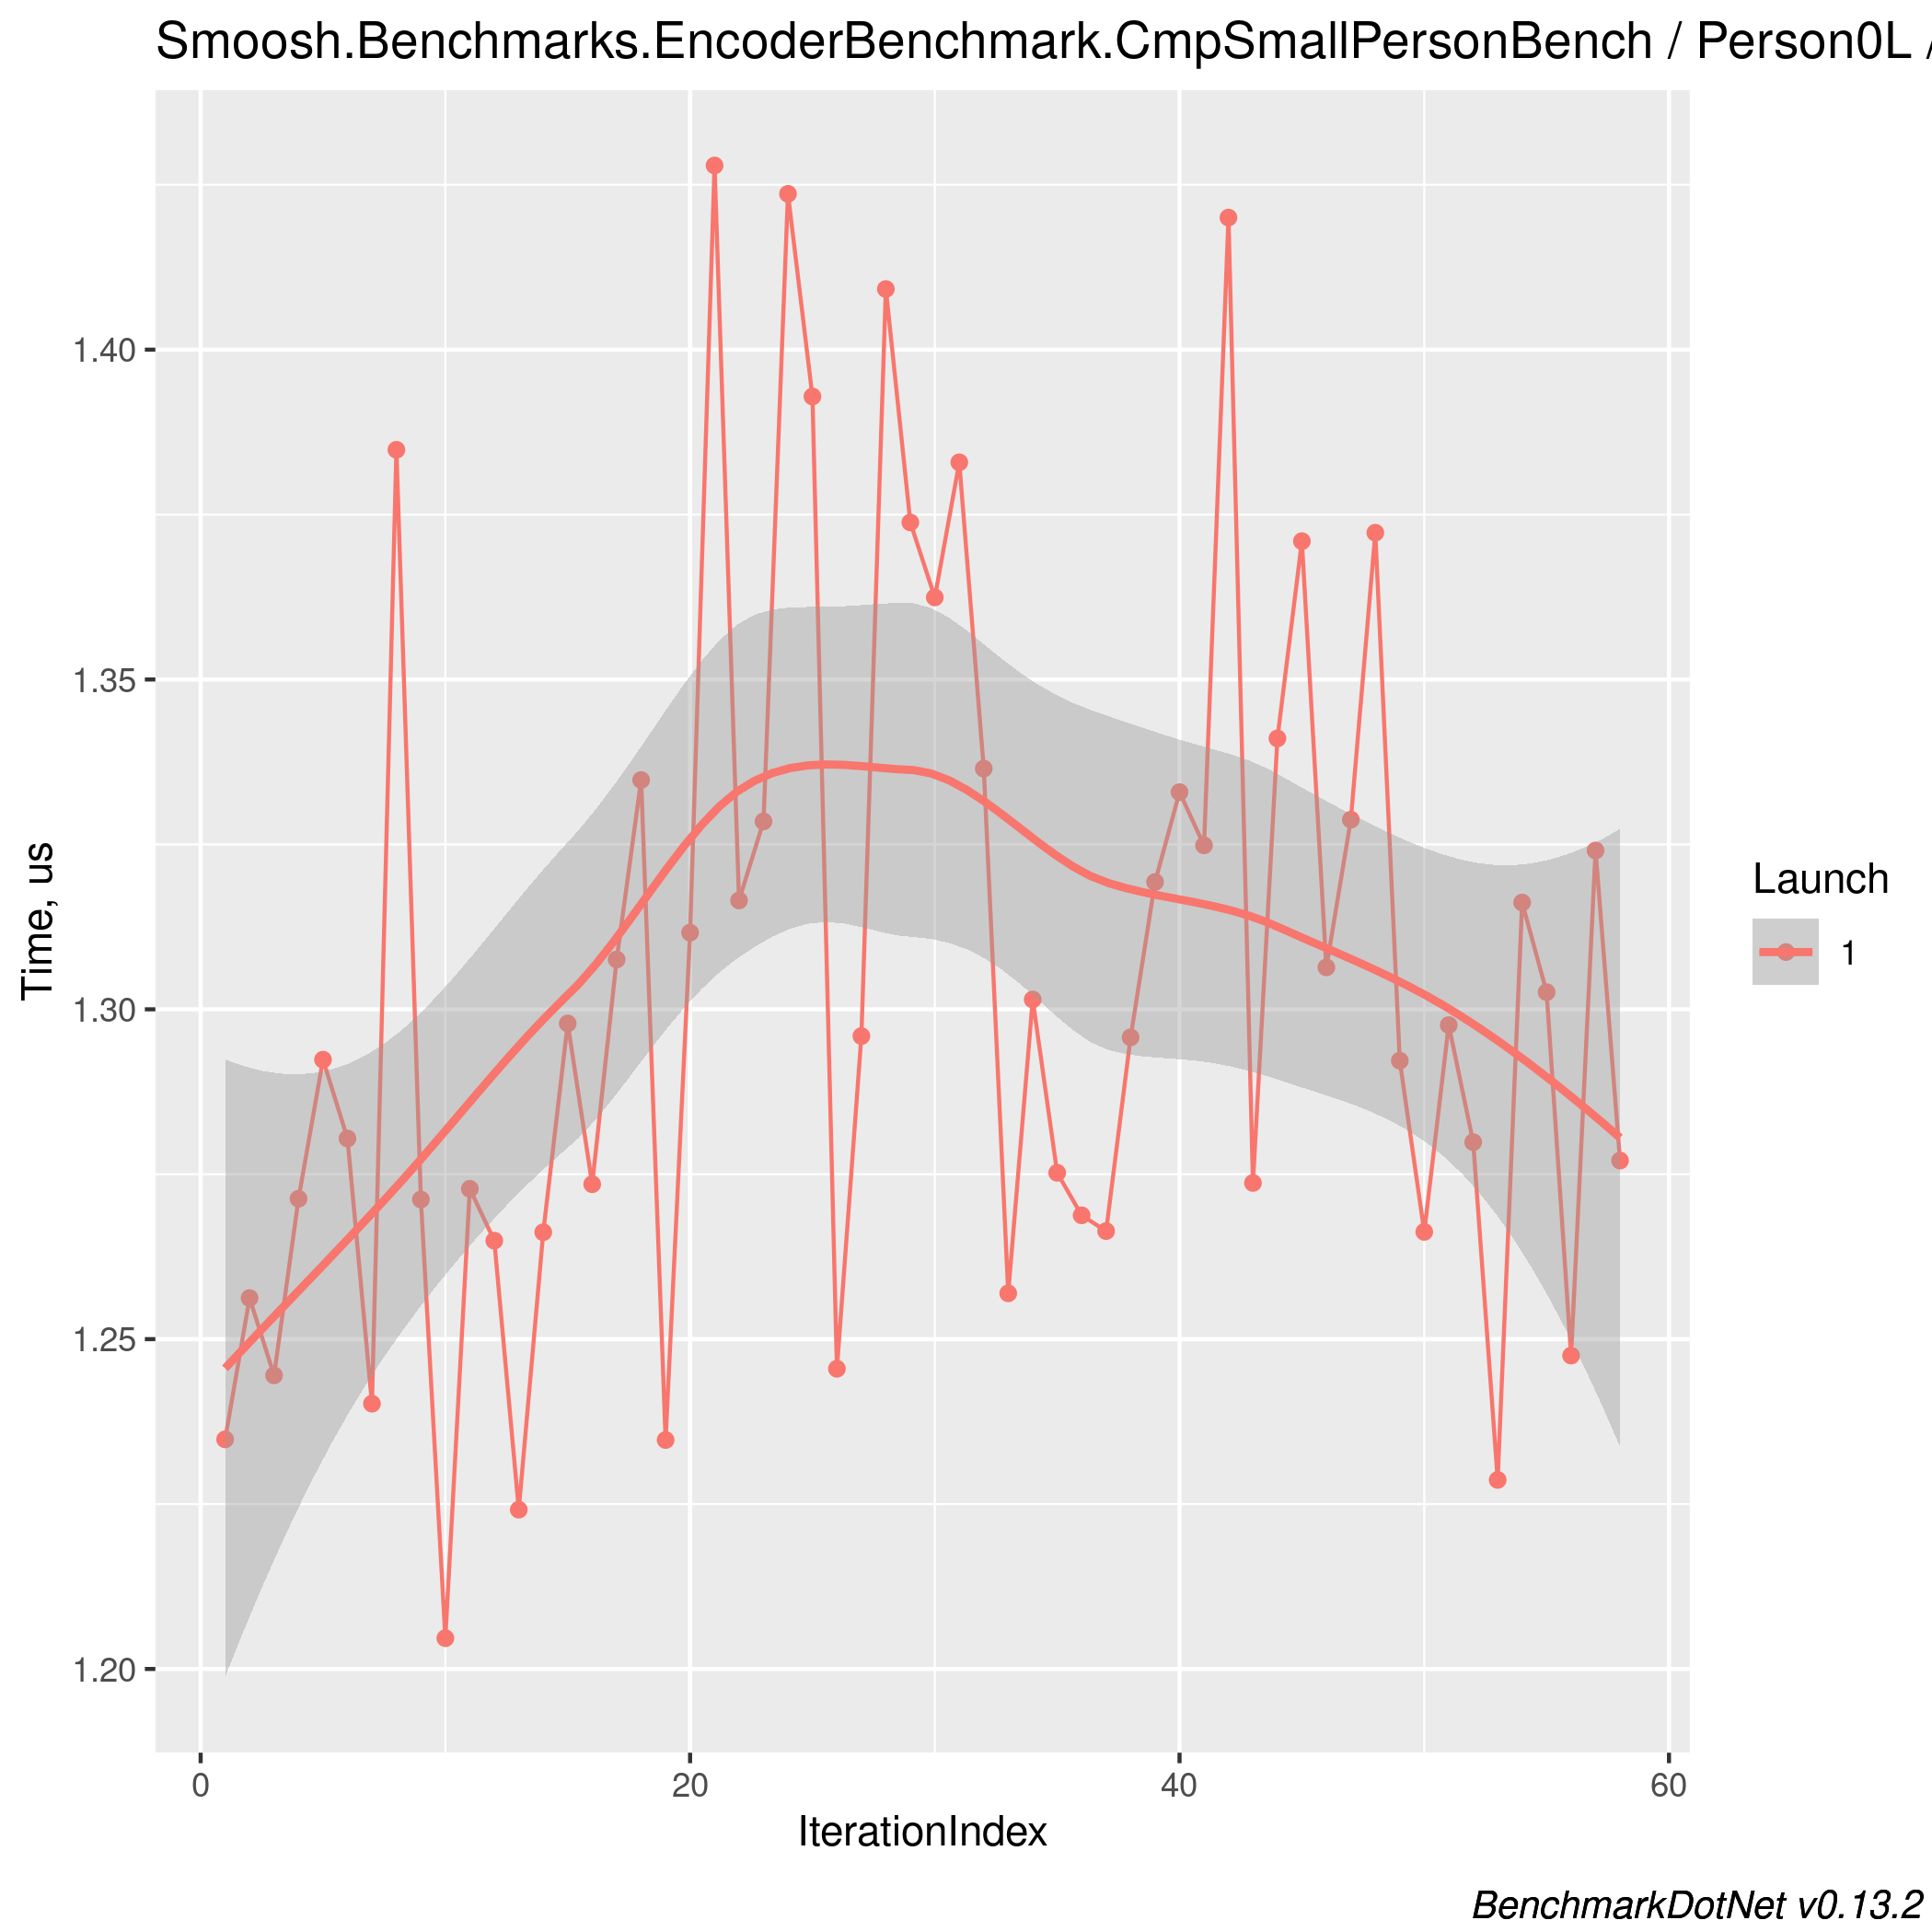 Smoosh.Benchmarks.EncoderBenchmark.CmpSmallPersonBench / Person0L /
1.40
1.35
1.30
1.25
1.20
Time, us
0 20 40 60
IterationIndex
Launch
1
BenchmarkDotNet v0.13.2